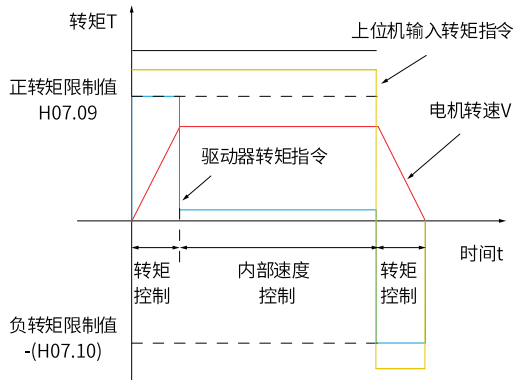 转矩T
上位机输入转矩指令
正转矩限制值
H07.09
电机转速V
驱动器转矩指令
时间t
转矩
控制
内部速度
控制
转矩
控制
负转矩限制值
-(H07.10)